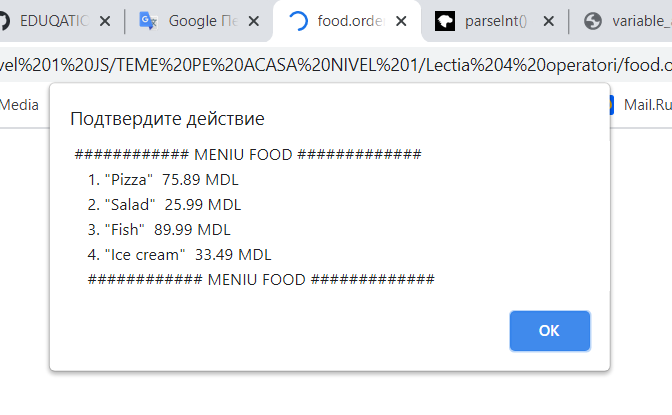 EDUQATIC
Google Пе
food.orde
parseInt()
variable_
vel%201%20JS/TEME%20PE%20ACASA%20NIVEL%201/Lectia%204%20operatori/food.o
Media
Mail.Ru
Подтвердите действие
############ MENIU FOOD #############
1. "Pizza" 75.89 MDL
2. "Salad" 25.99 MDL
3. "Fish" 89.99 MDL
4. "Ice cream" 33.49 MDL
############ MENIU FOOD #############
OK